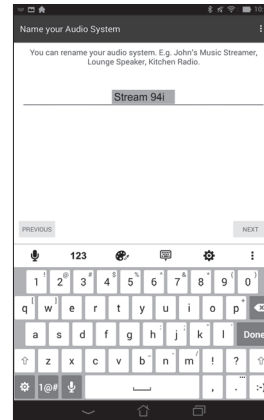 10:
Name your Audio System
You can rename your audio system. E.g. John's Music Streamer,
Lounge Speaker, Kitchen Radio.
Stream 94i
PREVIOUS
NEXT
123
1 ! 2 @ 3 # 4 $ 5 % 6 ^ 7 & 8 * 9 ( 0 )
q [ w ] e r t y u i o p +
a s d f g h : j ; k " l ' Done
z x c v b - n _ m / ! ? 
1@# , . :-)